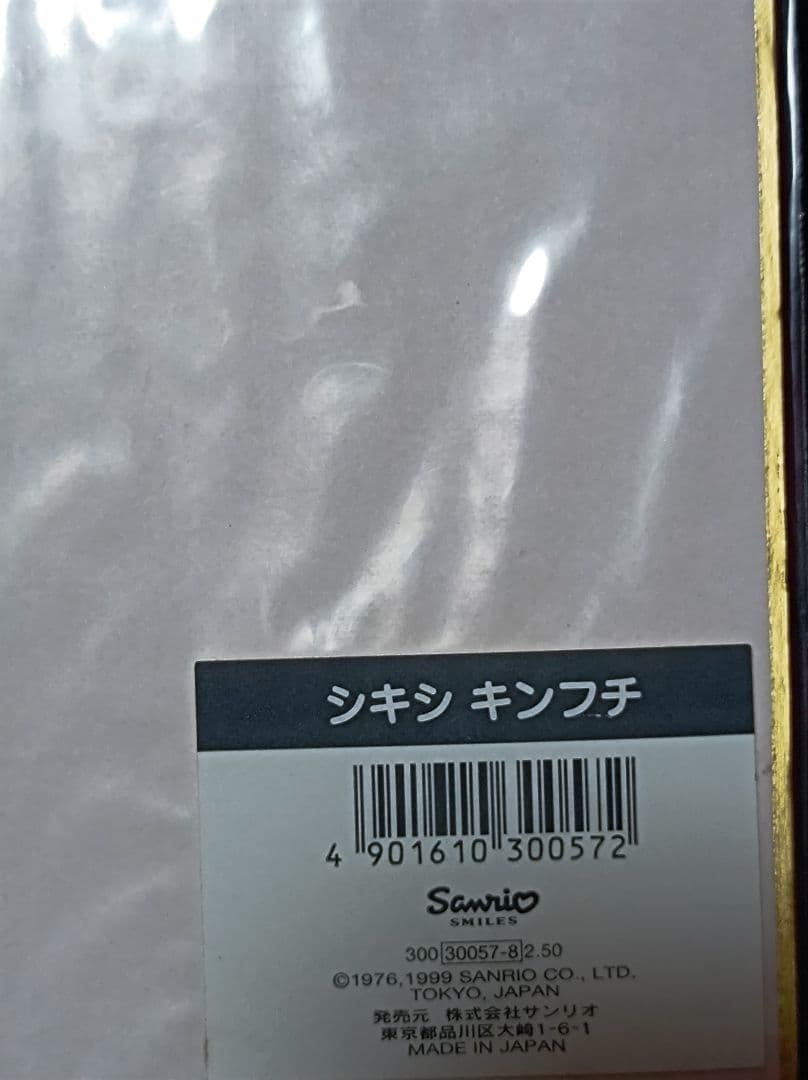 シキシ キンフチ
4 901610 300572
Sanrio
SMILES
300 30057-8 2.50
©1976,1999 SANRIO CO., LTD.
TOKYO, JAPAN
発売元 株式会社サンリオ
東京都品川区大崎1-6-1
MADE IN JAPAN